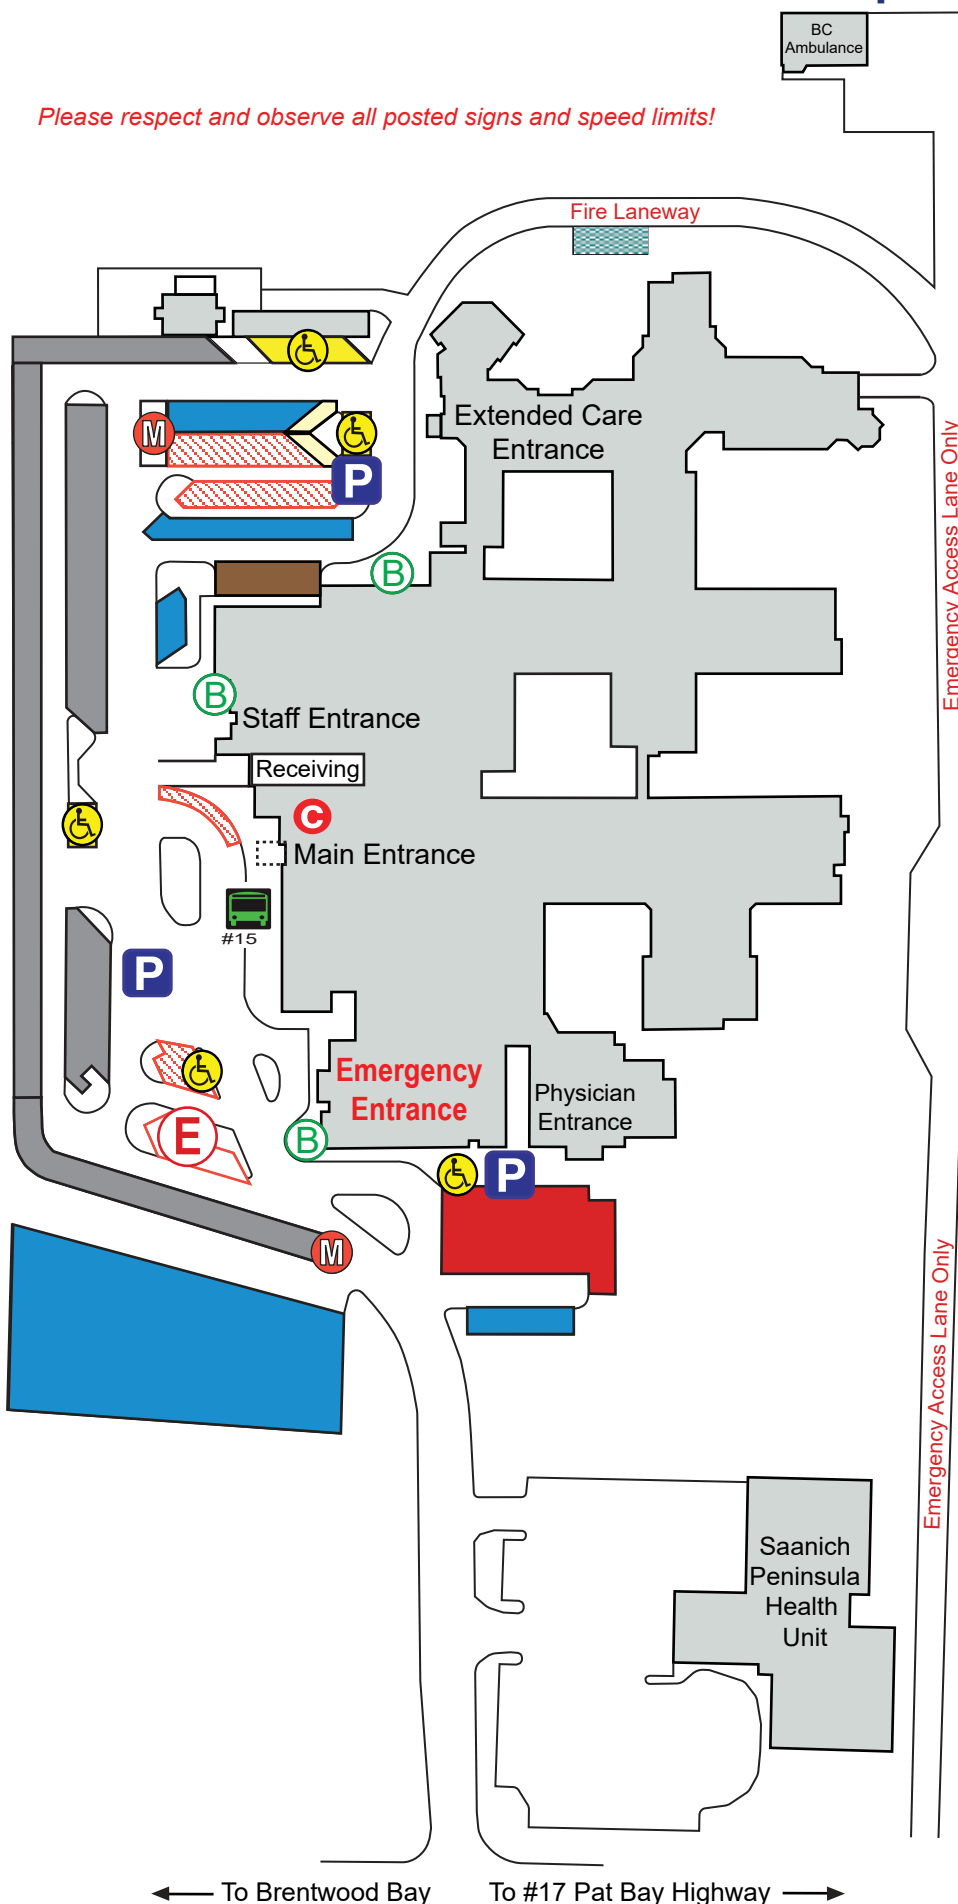 BC
Ambulance
Please respect and observe all posted signs and speed limits!
Fire Laneway
M
Extended Care
Entrance
P
Emergency Access Lane Only
B
B
Staff Entrance
Receiving
C
Main Entrance
#15
P
Emergency
Entrance
Physician
Entrance
E
B
P
M
Emergency Access Lane Only
Saanich
Peninsula
Health
Unit
To Brentwood Bay
To #17 Pat Bay Highway